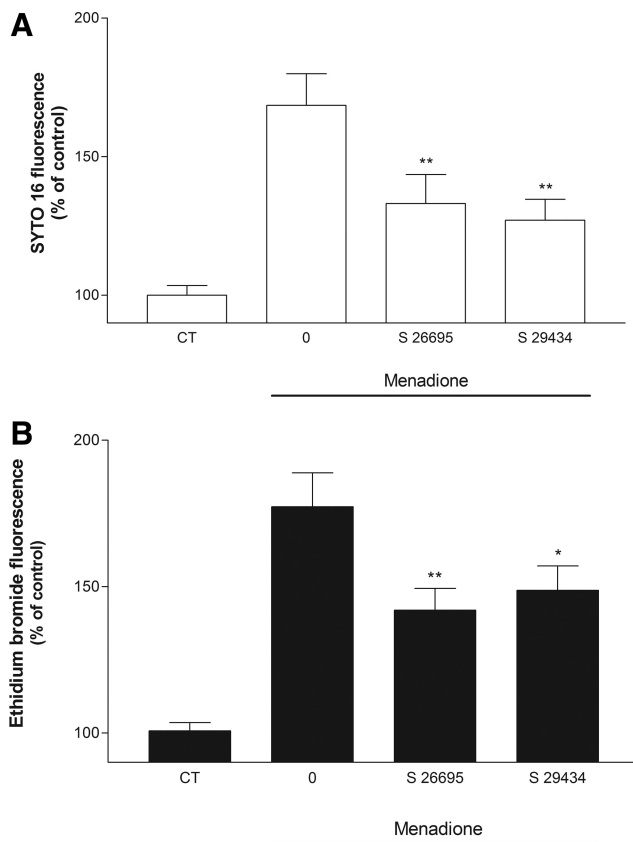 A
SYTO 16 fluorescence
(% of control)
200
150
100
**
**
CT 0 S 26695 S 29434
Menadione
B
Ethidium bromide fluorescence
(% of control)
200
150
100
**
*
CT 0 S 26695 S 29434
Menadione